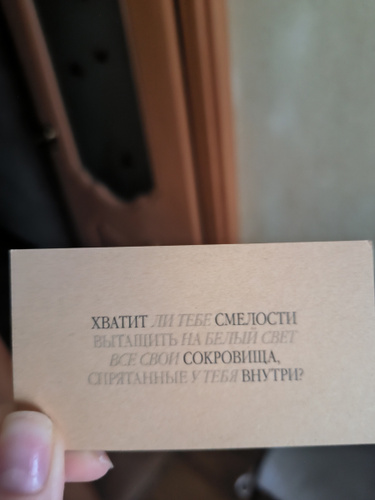 ХВАТИТ ЛИ ТЕБЕ СМЕЛОСТИ
ВЫТАЩИТЬ НА БЕЛЫЙ СВЕТ
ВСЕ СВОИ СОКРОВИЩА,
СПРЯТАННЫЕ У ТЕБЯ ВНУТРИ?